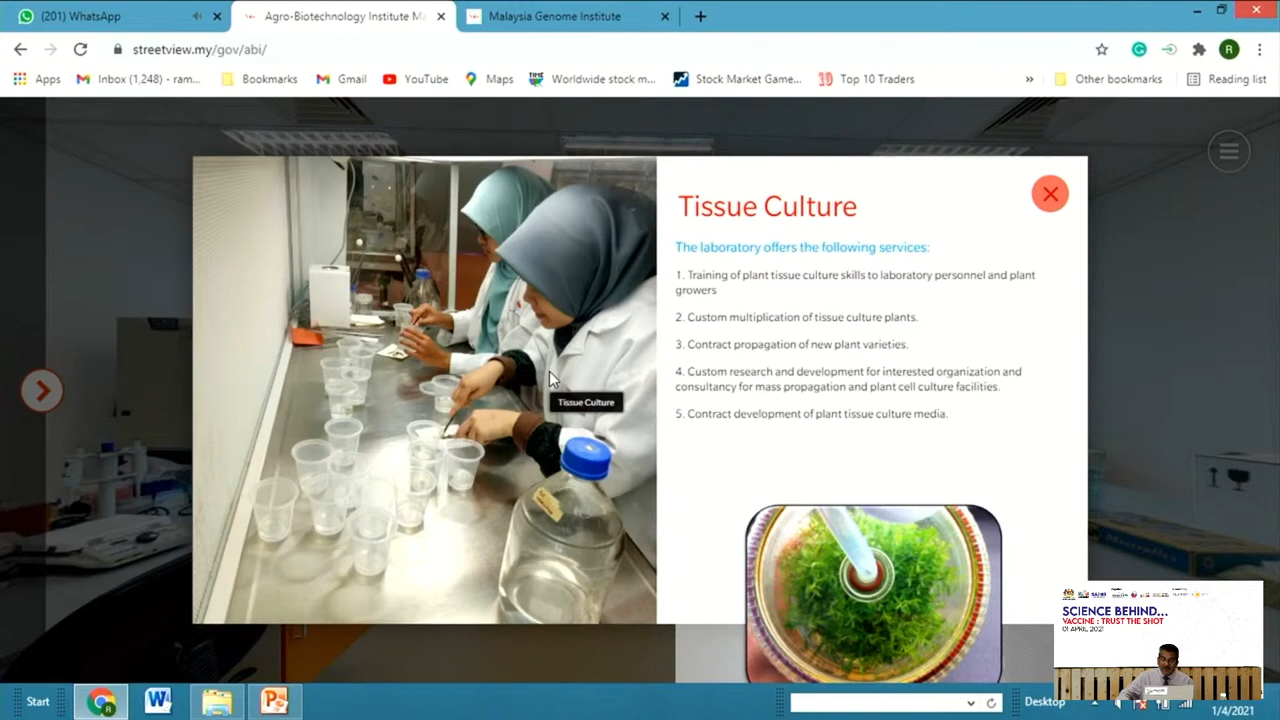 (201) WhatsApp
Agro-Biotechnology Institute Ma
Malaysia Genome Institute
streetview.my/gov/abi/
R
Apps
Inbox (1,248) - ram...
Bookmarks
Gmail
YouTube
Maps
TIME
Worldwide stock m...
Stock Market Game...
10
Top 10 Traders
»
Other bookmarks
Reading list
Tissue Culture
The laboratory offers the following services:
1. Training of plant tissue culture skills to laboratory personnel and plant
growers
2. Custom multiplication of tissue culture plants.
3. Contract propagation of new plant varieties.
4. Custom research and development for interested organization and
consultancy for mass propagation and plant cell culture facilities.
5. Contract development of plant tissue culture media.
Tissue Culture
SCIENCE BEHIND...
VACCINE : TRUST THE SHOT
01 APRIL 2021
Start
W
P
Desktop
1/4/2021